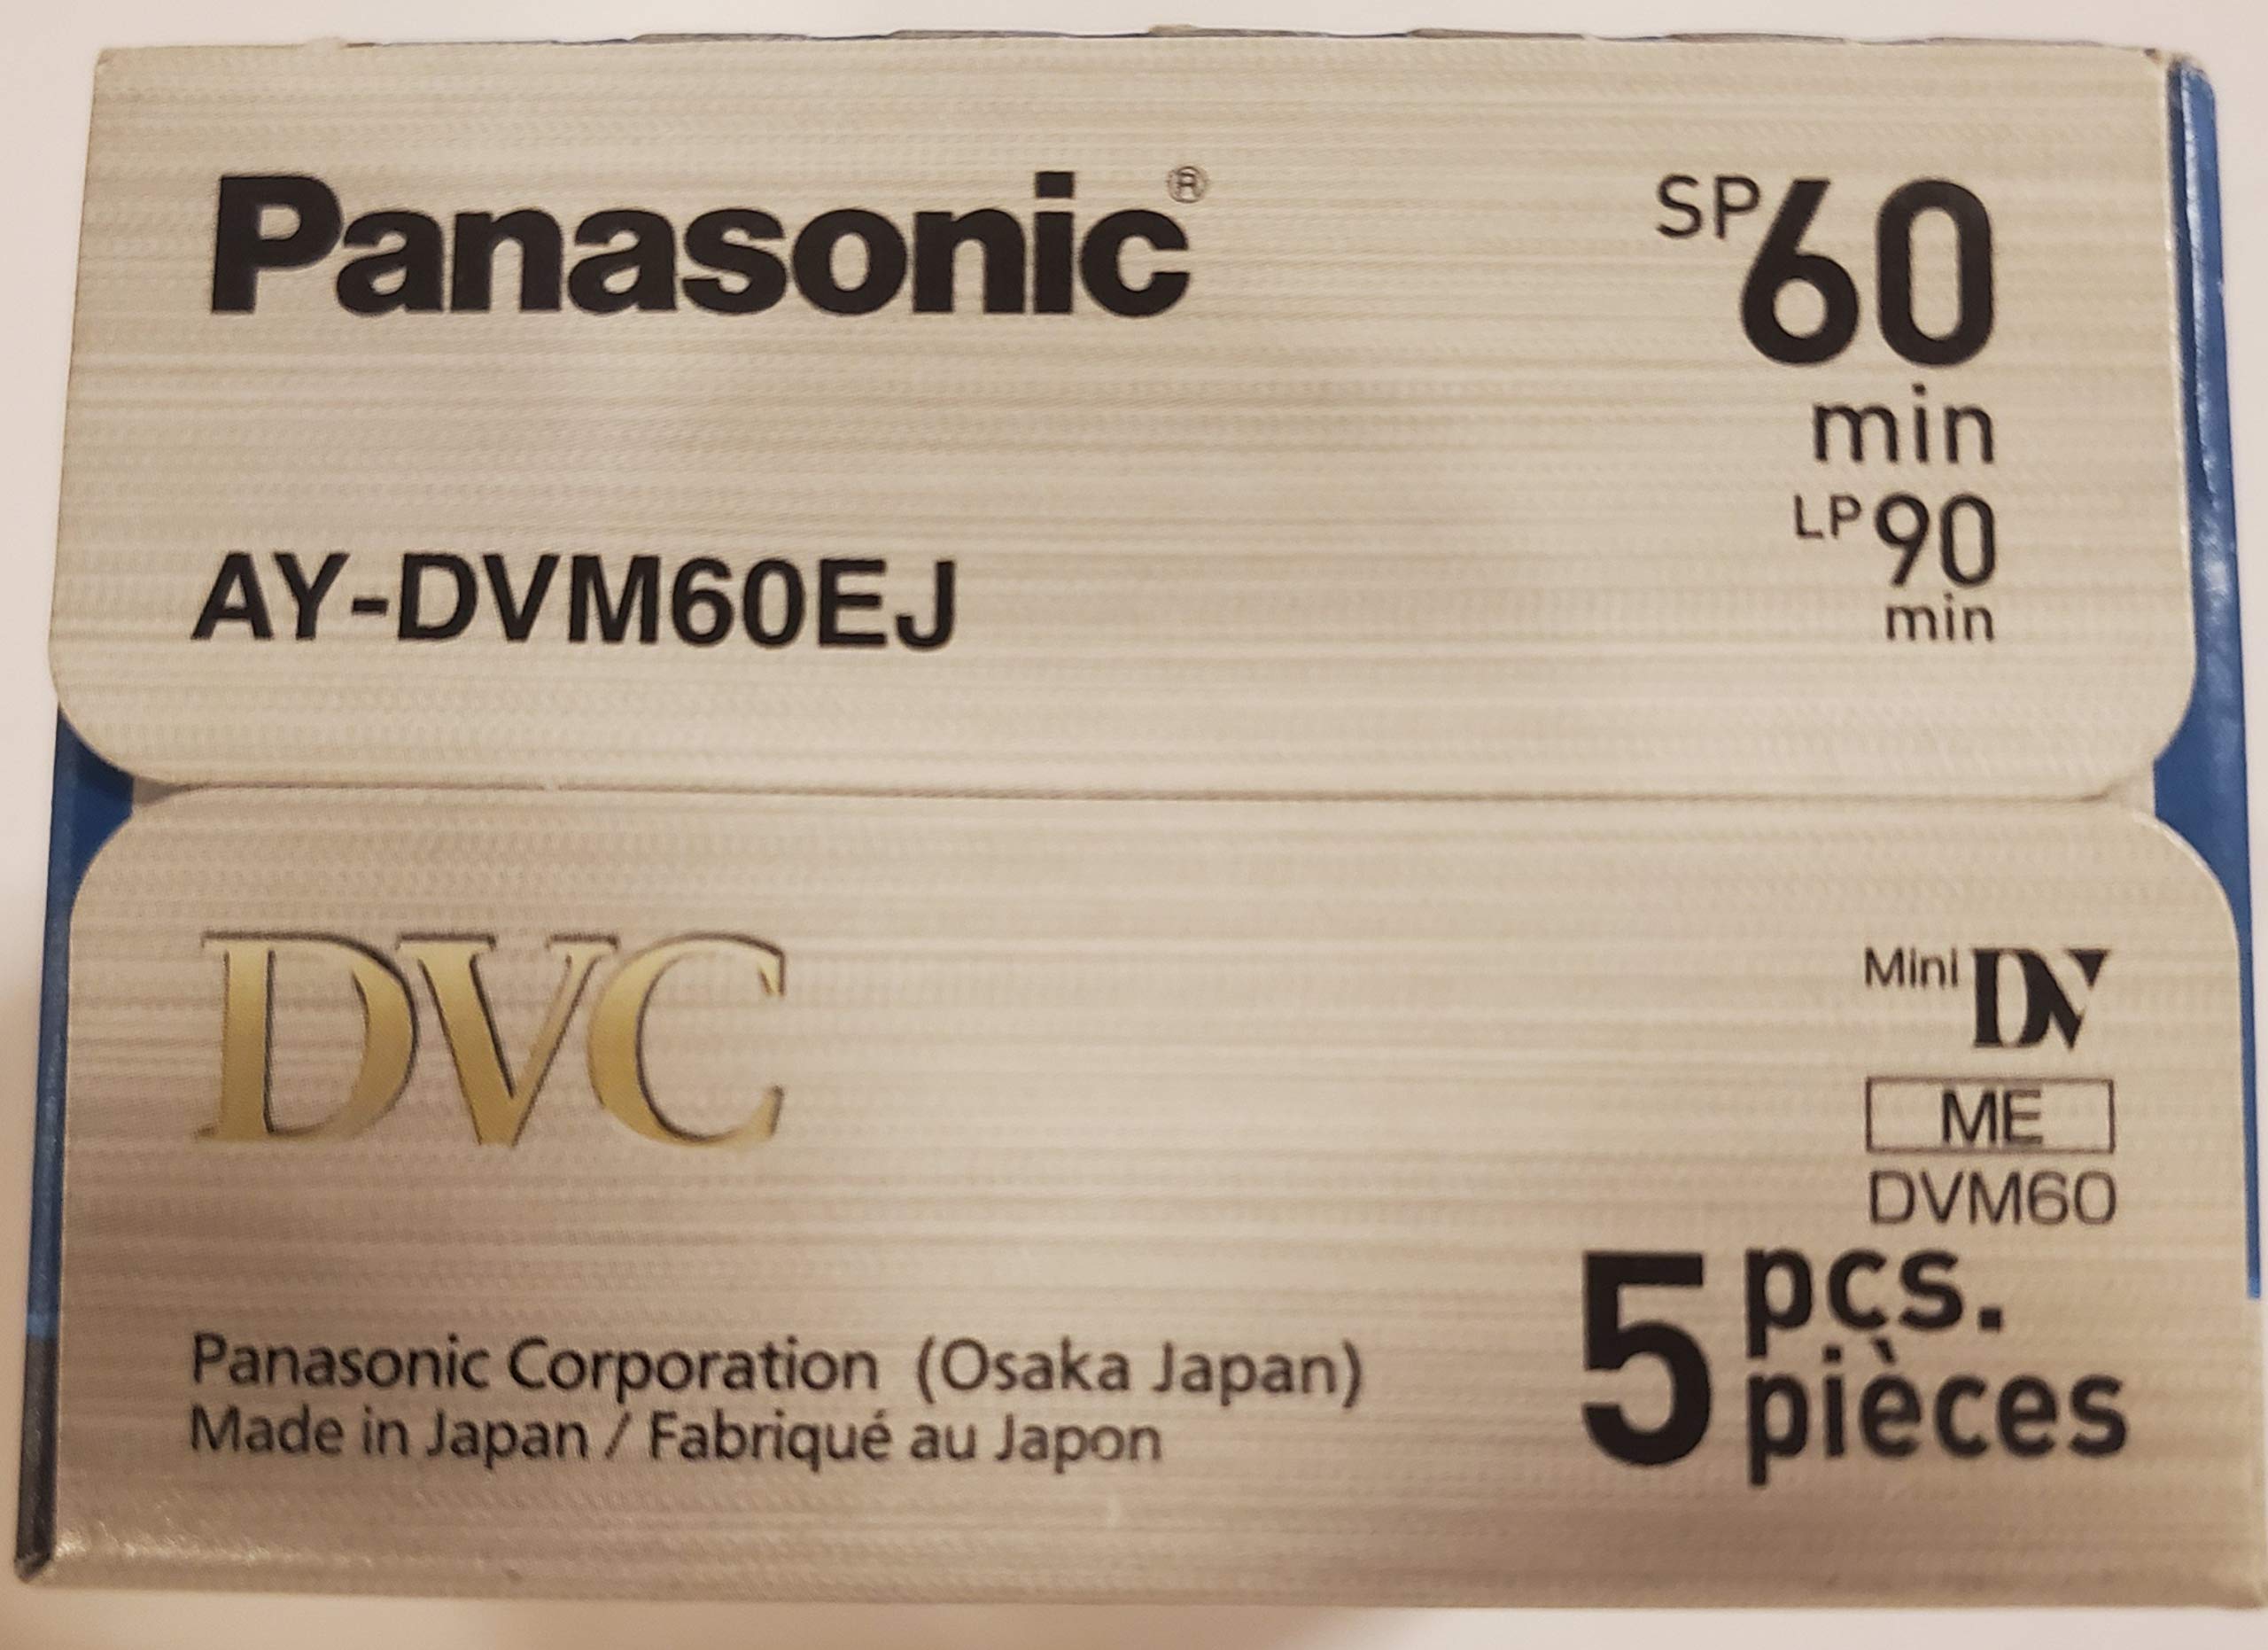 Panasonic®
SP 60
min
LP 90
min
AY-DVM60EJ
DVC
Mini DV
ME
DVM60
5 pcs.
pièces
Panasonic Corporation (Osaka Japan)
Made in Japan / Fabriqué au Japon